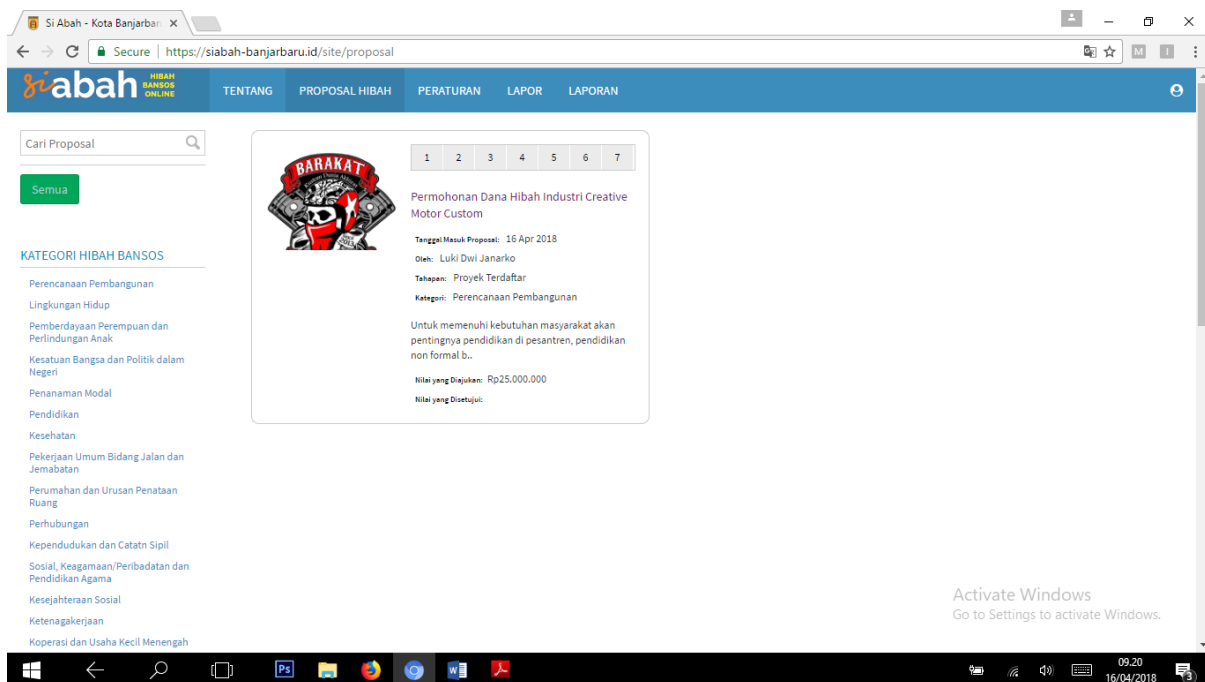 Si Abah - Kota Banjarbar
Secure | https://siabah-banjarbaru.id/site/proposal
siabah HIBAH
BANSOS
ONLINE
TENTANG PROPOSAL HIBAH PERATURAN LAPOR LAPORAN
Cari Proposal
Semua
KATEGORI HIBAH BANSOS
Perencanaan Pembangunan
Lingkungan Hidup
Pemberdayaan Perempuan dan
Perlindungan Anak
Kesatuan Bangsa dan Politik dalam
Negeri
Penanaman Modal
Pendidikan
Kesehatan
Pekerjaan Umum Bidang Jalan dan
Jemabatan
Perumahan dan Urusan Penataan
Ruang
Perhubungan
Kependudukan dan Catatn Sipil
Sosial, Keagamaan/Peribadatan dan
Pendidikan Agama
Kesejahteraan Sosial
Ketenagakerjaan
Koperasi dan Usaha Kecil Menengah
BARAKAT
2013
1 2 3 4 5 6 7
Permohonan Dana Hibah Industri Creative
Motor Custom
Tanggal Masuk Proposal: 16 Apr 2018
Oleh: Luki Dwi Janarko
Tahapan: Proyek Terdaftar
Kategori: Perencanaan Pembangunan
Untuk memenuhi kebutuhan masyarakat akan
pentingnya pendidikan di pesantren, pendidikan
non formal b..
Nilai yang Diajukan: Rp25.000.000
Nilai yang Disetujui:
Activate Windows
Go to Settings to activate Windows.
Ps
09.20
16/04/2018
3